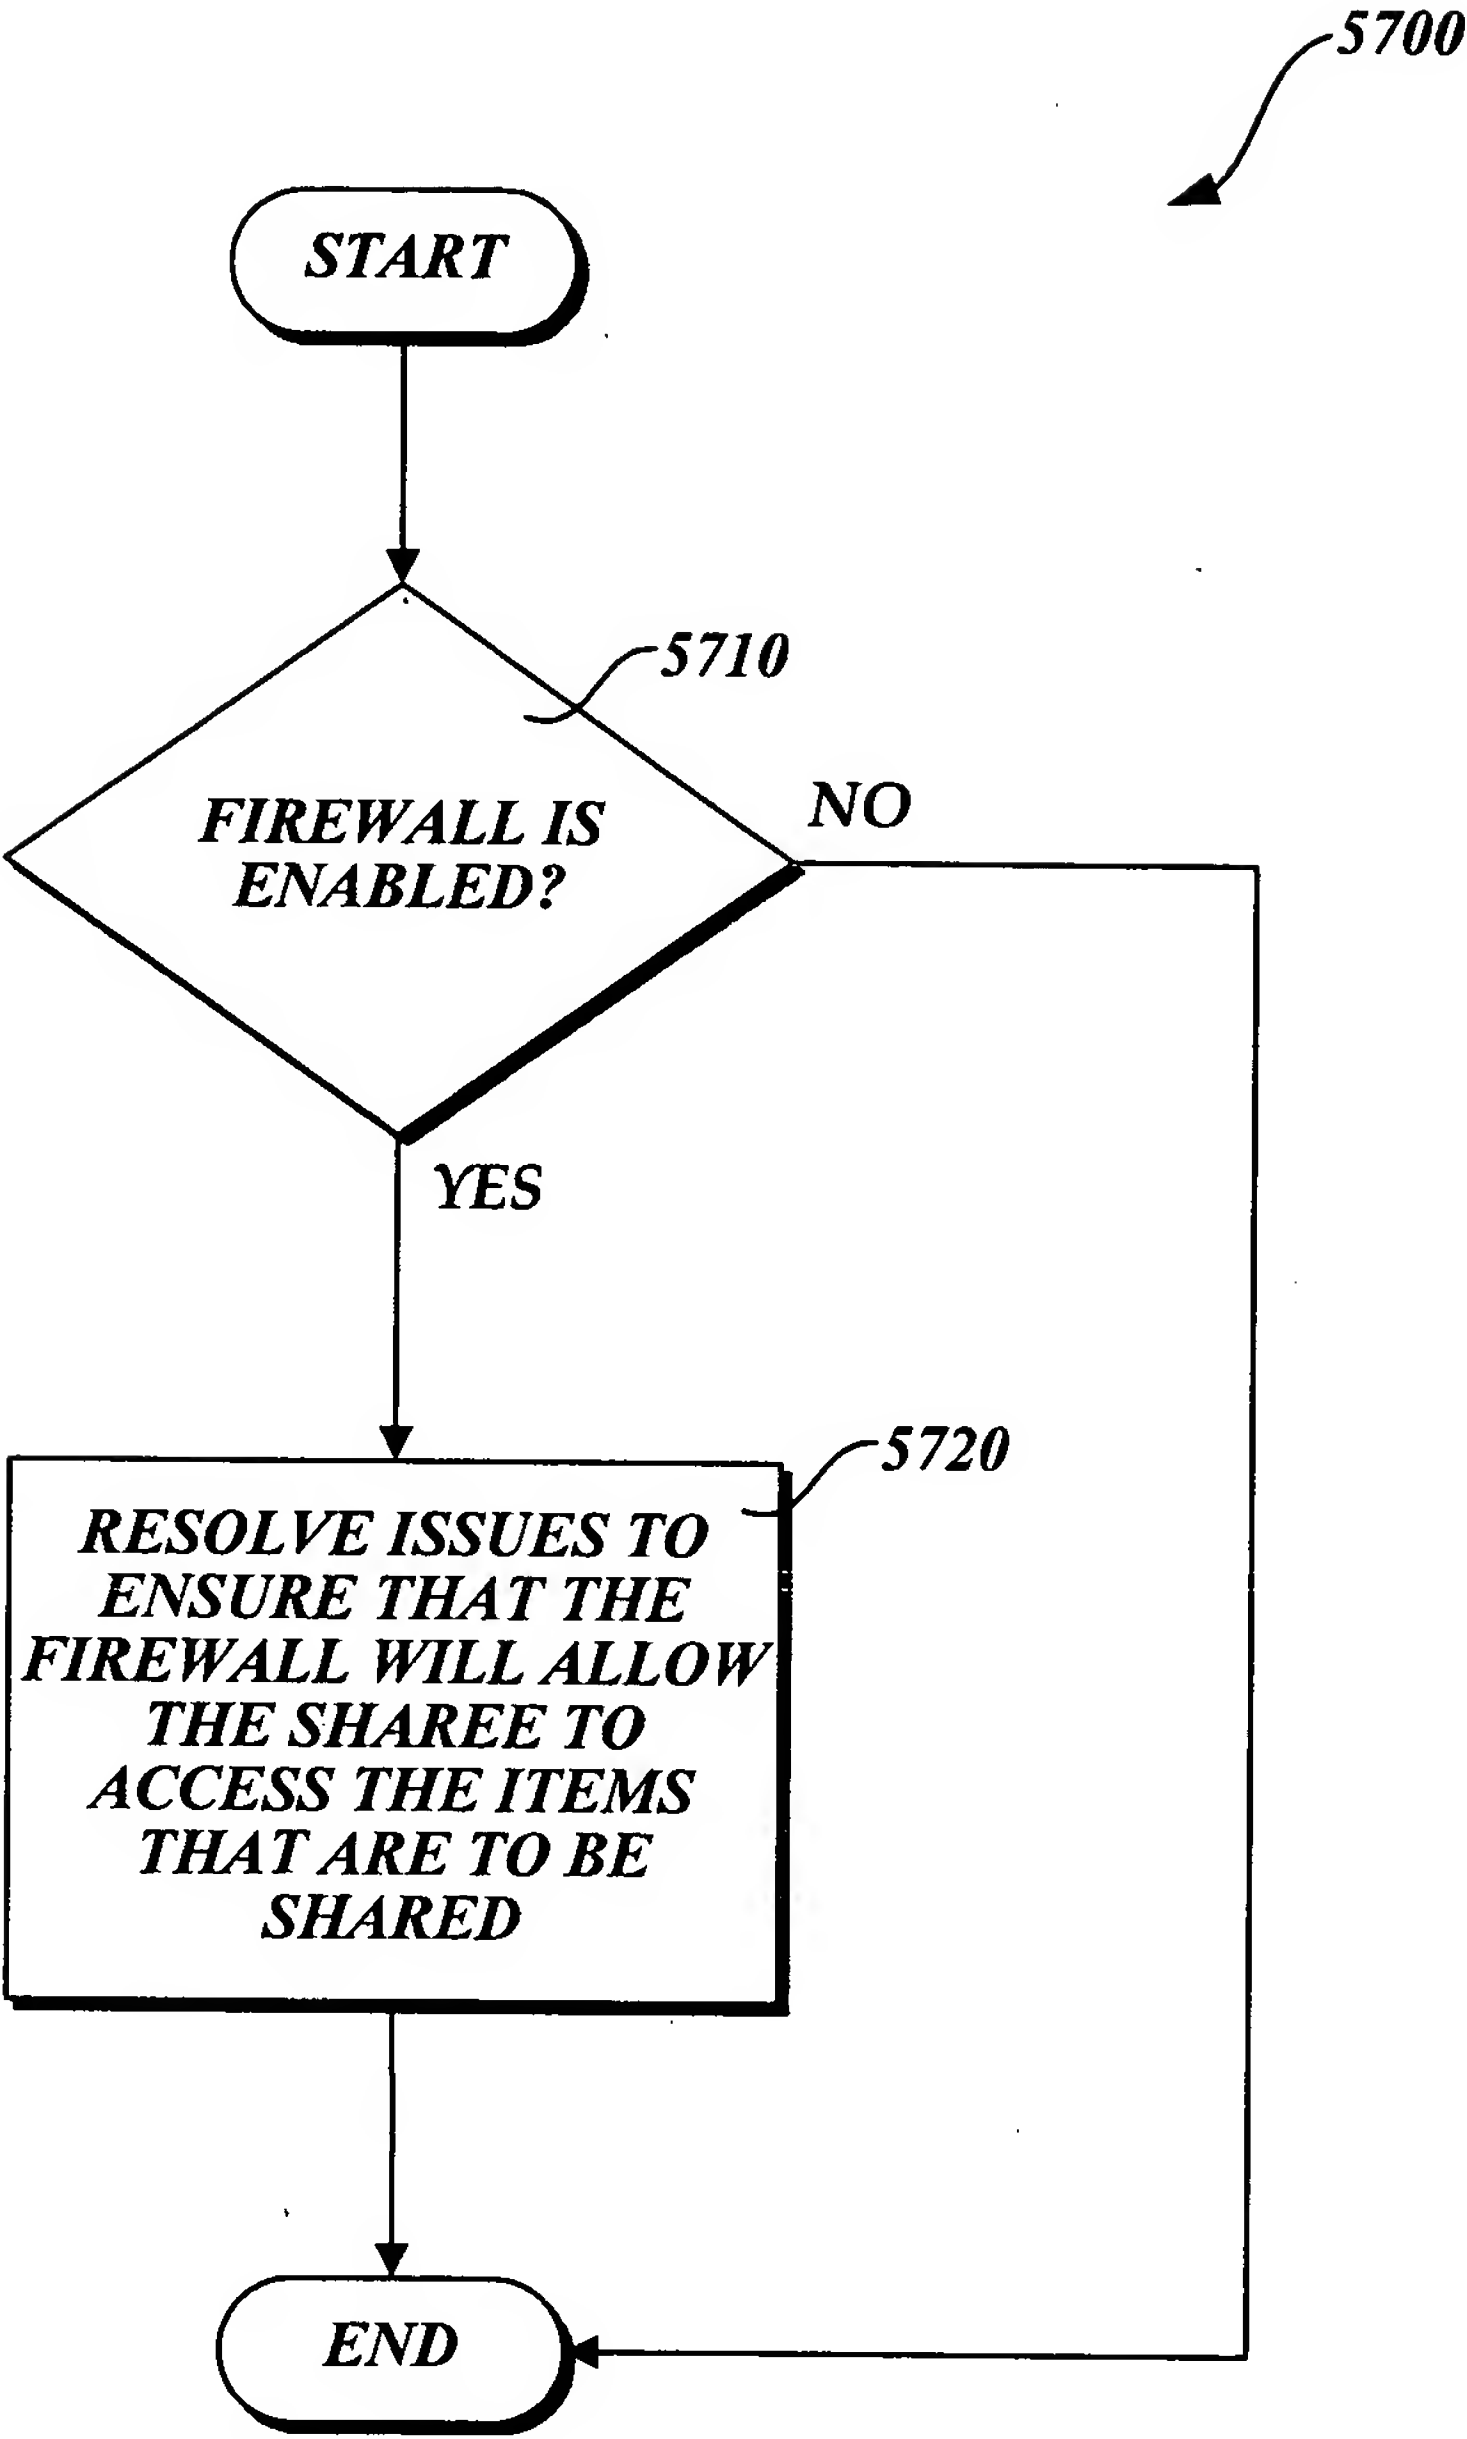 5700
START
5710
FIREWALL IS
ENABLED?
NO
YES
5720
RESOLVE ISSUES TO
ENSURE THAT THE
FIREWALL WILL ALLOW
THE SHAREE TO
ACCESS THE ITEMS
THAT ARE TO BE
SHARED
END